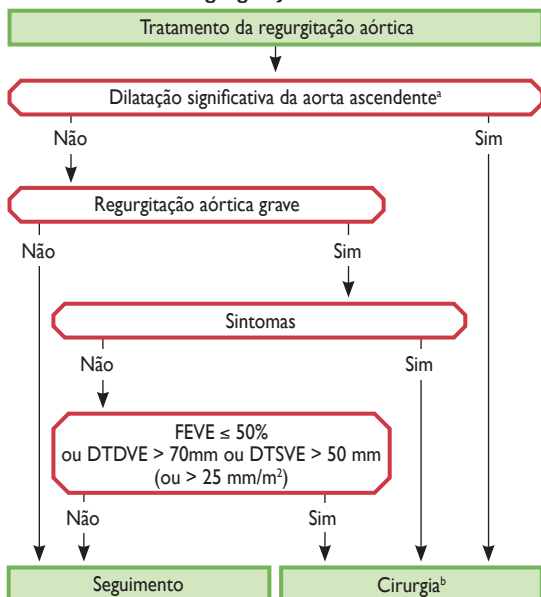 Tratamento da regurgitação aórtica
Dilatação significativa da aorta ascendenteᵃ
Não
Sim
Regurgitação aórtica grave
Não
Sim
Sintomas
Não
Sim
FEVE ≤ 50%
ou DTDVE > 70mm ou DTSVE > 50 mm
(ou > 25 mm/m²)
Não
Sim
Seguimento
Cirurgiaᵇ